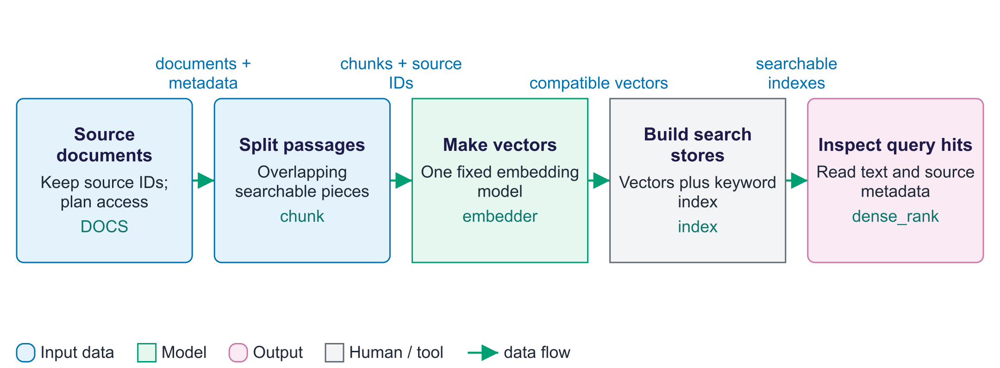 documents +
metadata
chunks + source
IDs
compatible vectors
searchable
indexes
Source
documents
Keep source IDs;
plan access
DOCS
Split passages
Overlapping
searchable pieces
chunk
Make vectors
One fixed embedding
model
embedder
Build search
stores
Vectors plus keyword
index
index
Inspect query hits
Read text and source
metadata
dense_rank
Input data
Model
Output
Human / tool
data flow